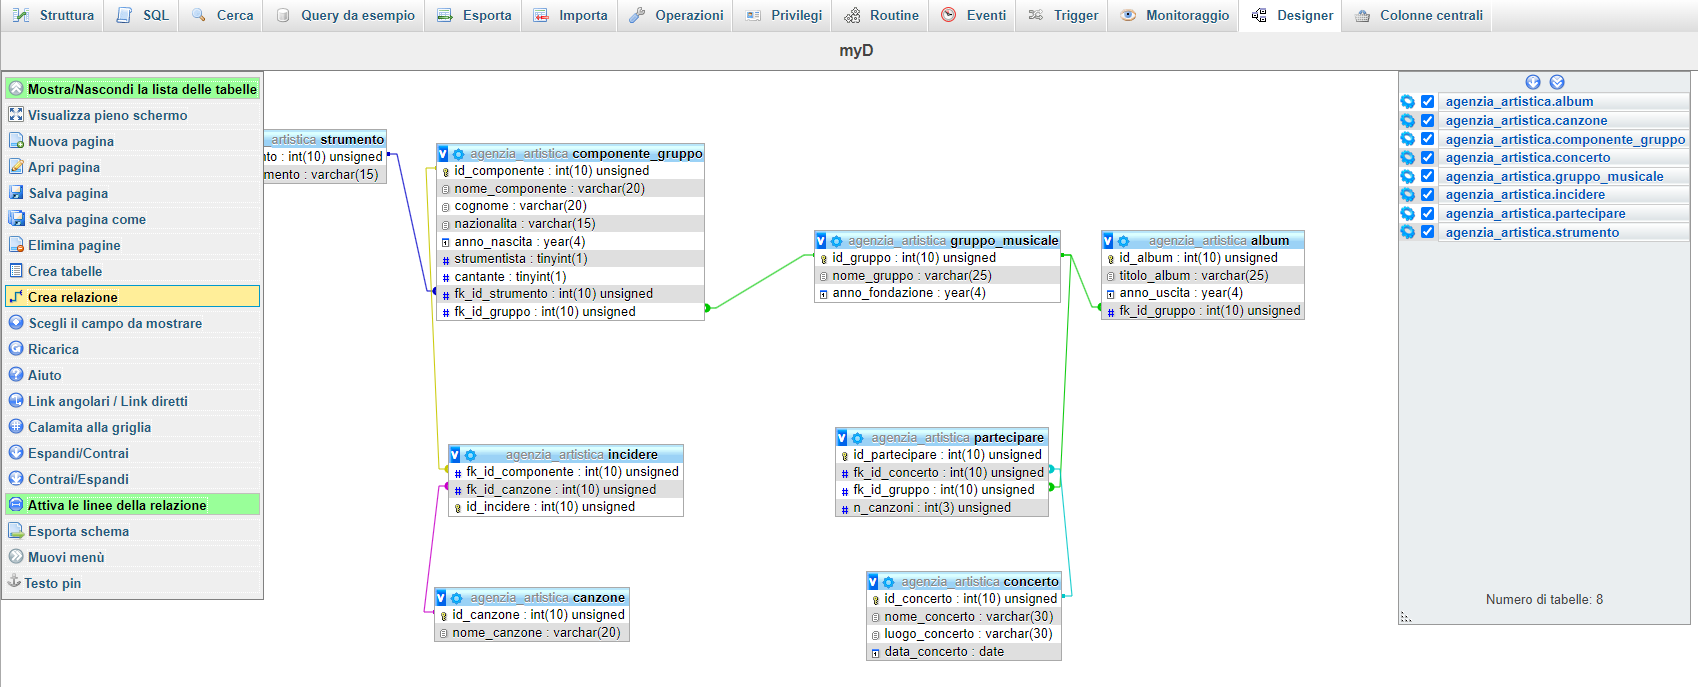 Struttura SQL Cerca Query da esempio Esporta Importa Operazioni Privilegi Routine Eventi Trigger Monitoraggio Designer Colonne centrali
myD
Mostra/Nascondi la lista delle tabelle
Visualizza pieno schermo
Nuova pagina
Apri pagina
Salva pagina
Salva pagina come
Elimina pagine
Crea tabelle
Crea relazione
Scegli il campo da mostrare
Ricarica
Aiuto
Link angolari / Link diretti
Calamita alla griglia
Espandi/Contrai
Contrai/Espandi
Attiva le linee della relazione
Esporta schema
Muovi menù
Testo pin
artistica strumento
nto : int(10) unsigned
mento : varchar(15)
v agenzia_artistica componente_gruppo
id_componente : int(10) unsigned
nome_componente : varchar(20)
cognome : varchar(20)
nazionalita : varchar(15)
anno_nascita : year(4)
# strumentista : tinyint(1)
# cantante : tinyint(1)
# fk_id_strumento : int(10) unsigned
# fk_id_gruppo : int(10) unsigned
v agenzia_artistica gruppo_musicale
id_gruppo : int(10) unsigned
nome_gruppo : varchar(25)
anno_fondazione : year(4)
v agenzia_artistica album
id_album : int(10) unsigned
titolo_album : varchar(25)
anno_uscita : year(4)
# fk_id_gruppo : int(10) unsigned
v agenzia_artistica incidere
# fk_id_componente : int(10) unsigned
# fk_id_canzone : int(10) unsigned
id_incidere : int(10) unsigned
v agenzia_artistica partecipare
id_partecipare : int(10) unsigned
# fk_id_concerto : int(10) unsigned
# fk_id_gruppo : int(10) unsigned
# n_canzoni : int(3) unsigned
v agenzia_artistica canzone
id_canzone : int(10) unsigned
nome_canzone : varchar(20)
v agenzia_artistica concerto
id_concerto : int(10) unsigned
nome_concerto : varchar(30)
luogo_concerto : varchar(30)
data_concerto : date
agenzia_artistica.album
agenzia_artistica.canzone
agenzia_artistica.componente_gruppo
agenzia_artistica.concerto
agenzia_artistica.gruppo_musicale
agenzia_artistica.incidere
agenzia_artistica.partecipare
agenzia_artistica.strumento
Numero di tabelle: 8